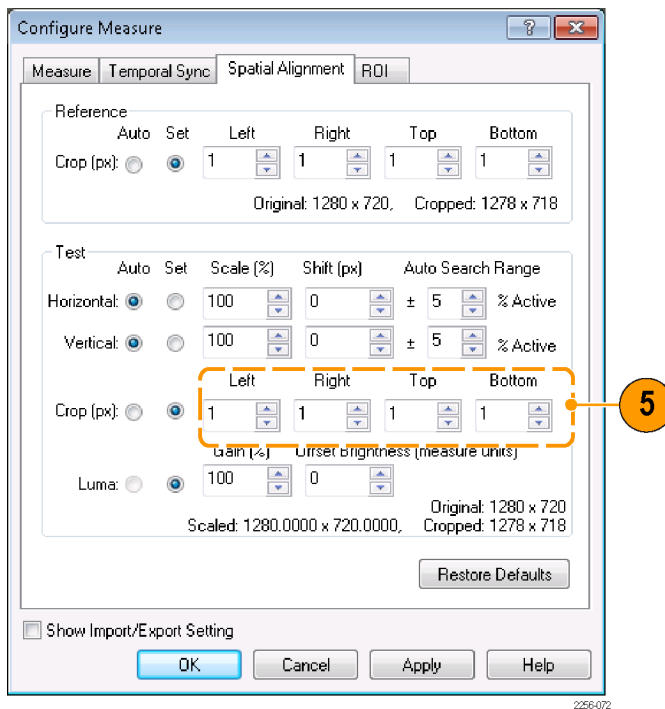 Configure Measure
Measure Temporal Sync Spatial Alignment ROI
Reference
Auto Set Left Right Top Bottom
Crop (px): 1 1 1 1
Original: 1280 x 720, Cropped: 1278 x 718
Test
Auto Set Scale (%) Shift (px) Auto Search Range
Horizontal: 100 0 ± 5 % Active
Vertical: 100 0 ± 5 % Active
Left Right Top Bottom
Crop (px): 1 1 1 1
5
Gain (%) Offset Brightness (measure units)
Luma: 100 0
Original: 1280 x 720
Scaled: 1280.0000 x 720.0000, Cropped: 1278 x 718
Restore Defaults
Show Import/Export Setting
OK Cancel Apply Help
2256-072